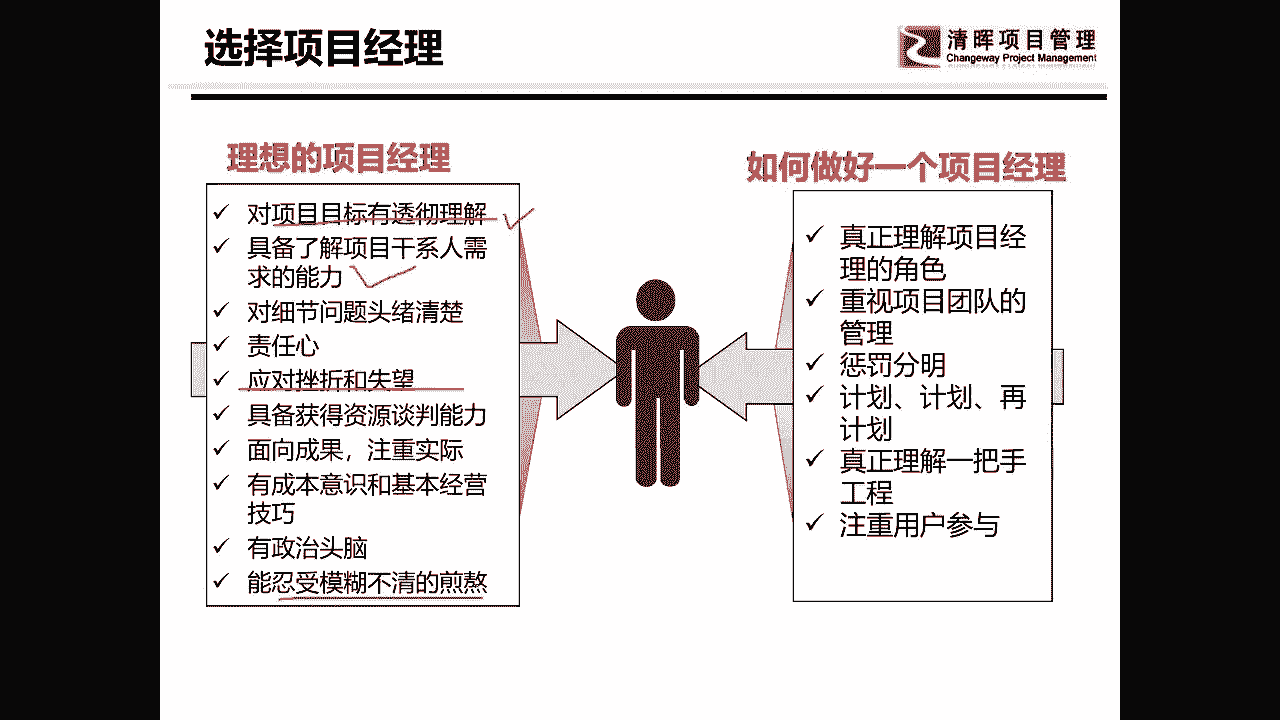 选择项目经理
清晖项目管理
Changeway Project Management
理想的项目经理
对项目目标有透彻理解
具备了解项目干系人需
求的能力
对细节问题头绪清楚
责任心
应对挫折和失望
具备获得资源谈判能力
面向成果，注重实际
有成本意识和基本经营
技巧
有政治头脑
能忍受模糊不清的煎熬
如何做好一个项目经理
真正理解项目经
理的角色
重视项目团队的
管理
惩罚分明
计划、计划、再
计划
真正理解一把手
工程
注重用户参与